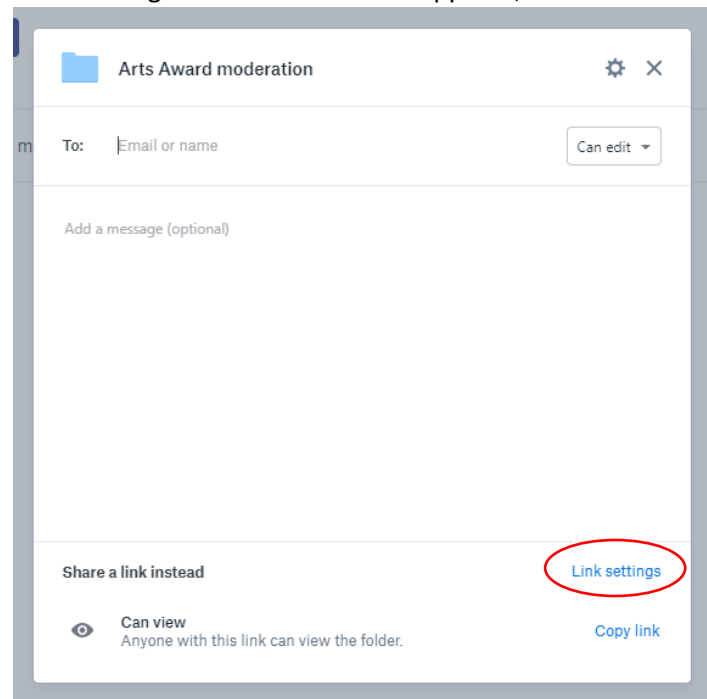 Arts Award moderation
m To: Email or name Can edit
Add a message (optional)
Share a link instead Link settings
Can view
Anyone with this link can view the folder. Copy link